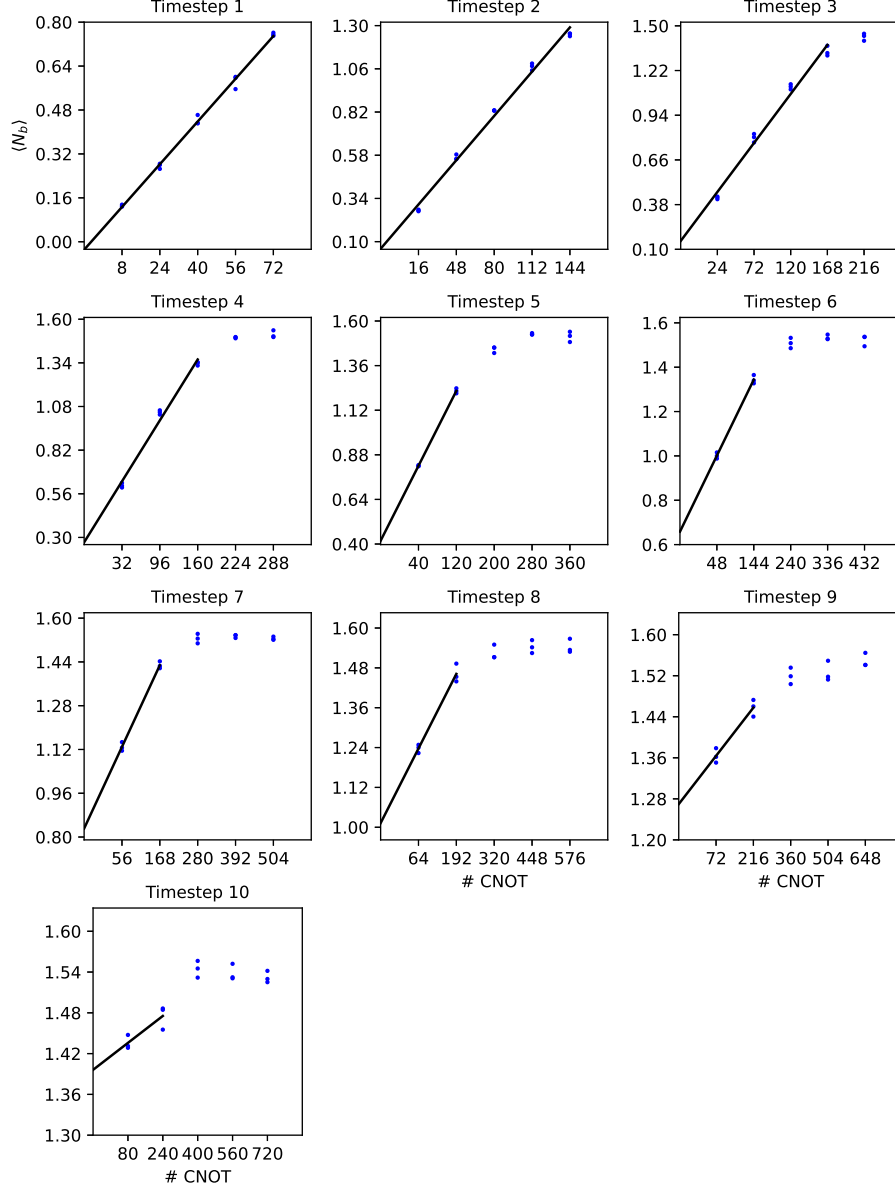 Timestep 1 Timestep 2 Timestep 3
0.80 1.30 1.50
0.64 1.06 1.22
0.48 0.82 0.94
0.32 0.58 0.66
0.16 0.34 0.38
0.00 0.10 0.10
⟨N_b⟩
8 24 40 56 72 16 48 80 112 144 24 72 120 168 216
Timestep 4 Timestep 5 Timestep 6
1.60 1.60 1.6
1.34 1.36 1.4
1.08 1.12 1.2
0.82 0.88 1.0
0.56 0.64 0.8
0.30 0.40 0.6
32 96 160 224 288 40 120 200 280 360 48 144 240 336 432
Timestep 7 Timestep 8 Timestep 9
1.60 1.60 1.60
1.44 1.48 1.52
1.28 1.36 1.44
1.12 1.24 1.36
0.96 1.12 1.28
0.80 1.00 1.20
56 168 280 392 504 64 192 320 448 576 72 216 360 504 648
# CNOT # CNOT
Timestep 10
1.60
1.54
1.48
1.42
1.36
1.30
80 240 400 560 720
# CNOT